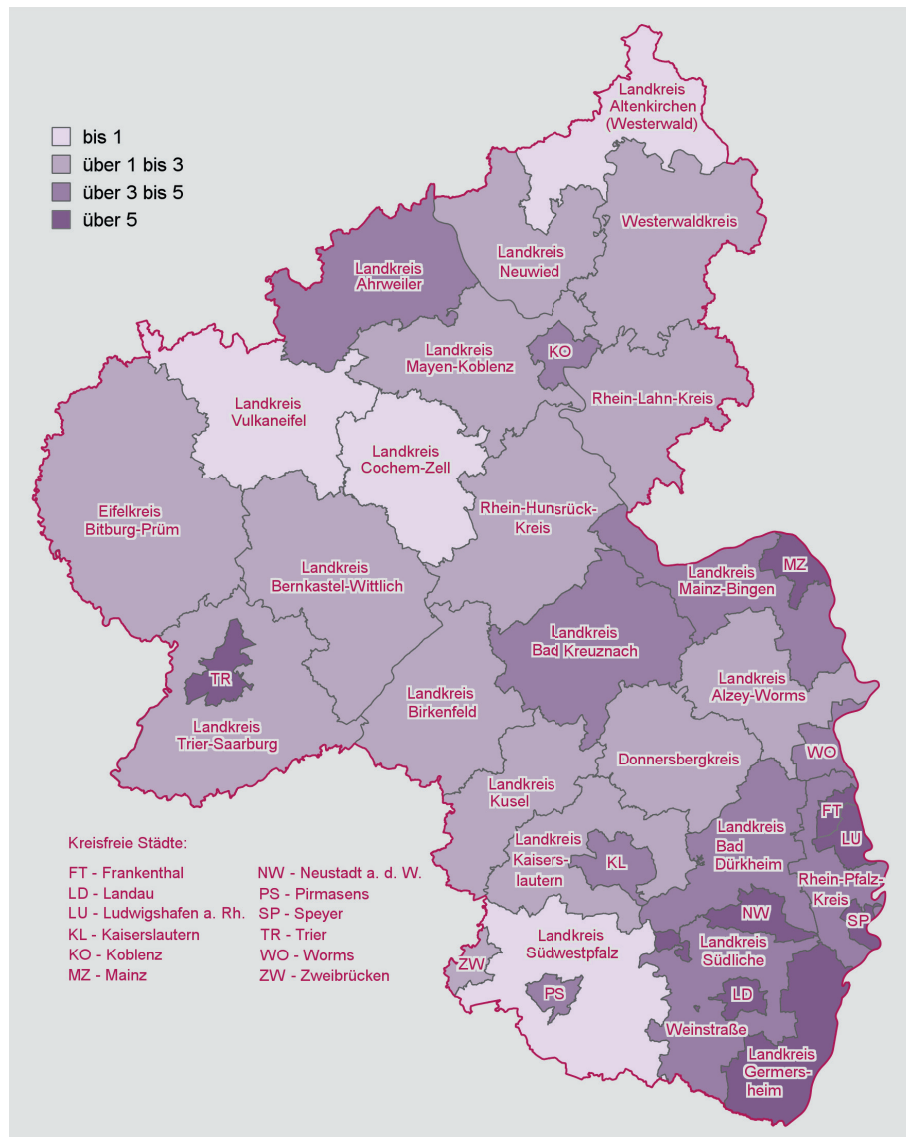 bis 1
über 1 bis 3
über 3 bis 5
über 5
Landkreis
Altenkirchen
(Westerwald)
Westerwaldkreis
Landkreis
Neuwied
Landkreis
Ahrweiler
Landkreis
Mayen-Koblenz
KO
Rhein-Lahn-Kreis
Landkreis
Vulkaneifel
Landkreis
Cochem-Zell
Eifelkreis
Bitburg-Prüm
Rhein-Hunsrück-
Kreis
Landkreis
Bernkastel-Wittlich
Landkreis
Mainz-Bingen
MZ
Landkreis
Bad Kreuznach
TR
Landkreis
Trier-Saarburg
Landkreis
Birkenfeld
Landkreis
Alzey-Worms
Donnersbergkreis
WO
Landkreis
Kusel
Landkreis
Kaisers-
lautern
KL
Landkreis
Bad
Dürkheim
FT
LU
Rhein-Pfalz-
Kreis
NW
SP
Landkreis
Südwestpfalz
ZW
PS
Landkreis
Südliche
LD
Weinstraße
Landkreis
Germers-
heim
Kreisfreie Städte:
FT - Frankenthal
LD - Landau
LU - Ludwigshafen a. Rh.
KL - Kaiserslautern
KO - Koblenz
MZ - Mainz
NW - Neustadt a. d. W.
PS - Pirmasens
SP - Speyer
TR - Trier
WO - Worms
ZW - Zweibrücken